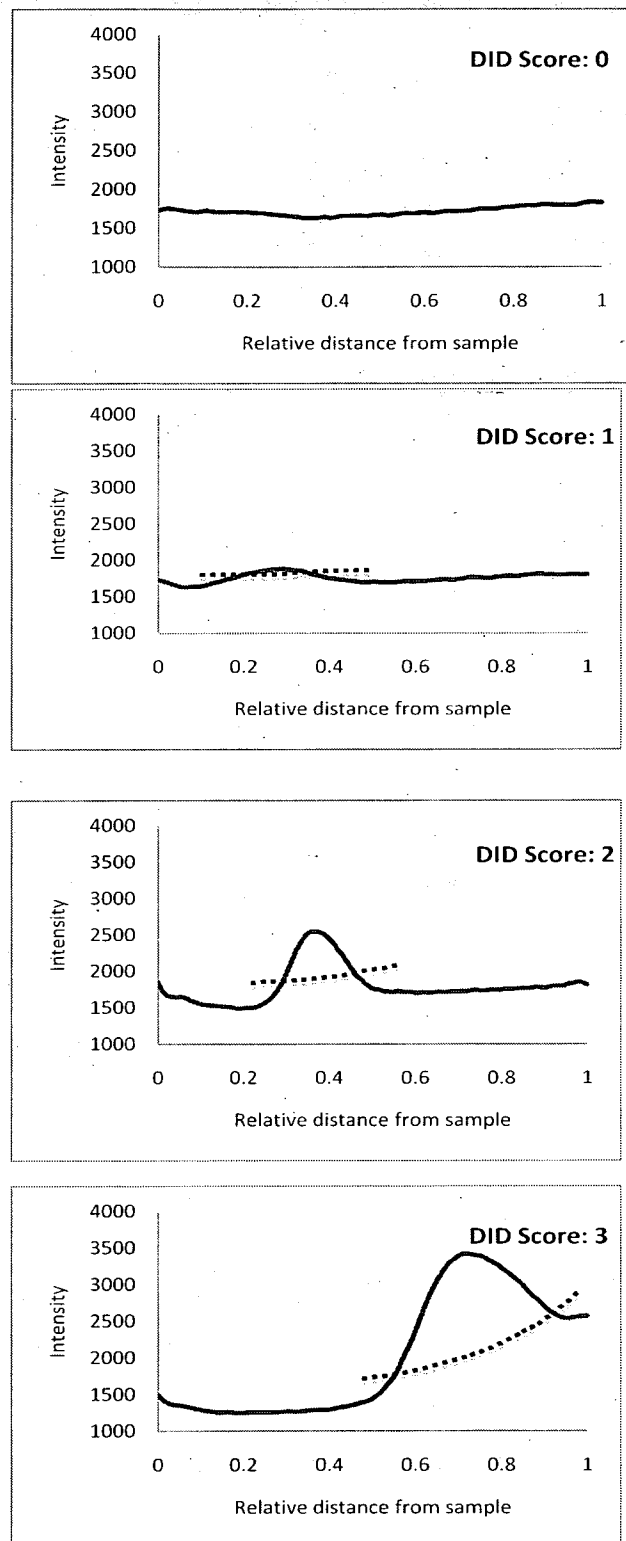 DID Score: 0
Intensity
4000
3500
3000
2500
2000
1500
1000
0 0.2 0.4 0.6 0.8 1
Relative distance from sample
DID Score: 1
Intensity
4000
3500
3000
2500
2000
1500
1000
0 0.2 0.4 0.6 0.8 1
Relative distance from sample
DID Score: 2
Intensity
4000
3500
3000
2500
2000
1500
1000
0 0.2 0.4 0.6 0.8 1
Relative distance from sample
DID Score: 3
Intensity
4000
3500
3000
2500
2000
1500
1000
0 0.2 0.4 0.6 0.8 1
Relative distance from sample